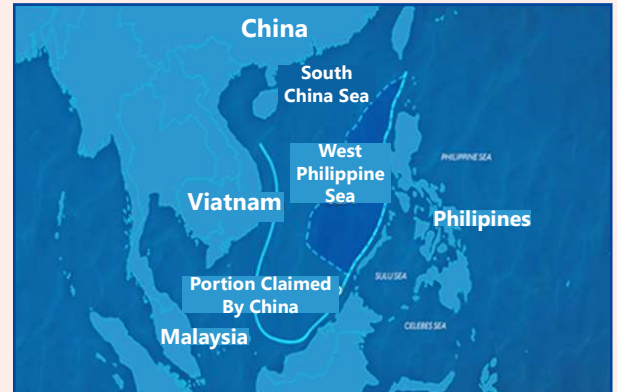 China
South
China Sea
West
Philippine
Sea
PHILIPPINE SEA
Viatnam
Philipines
SULU SEA
Portion Claimed
By China
CELEBES SEA
Malaysia